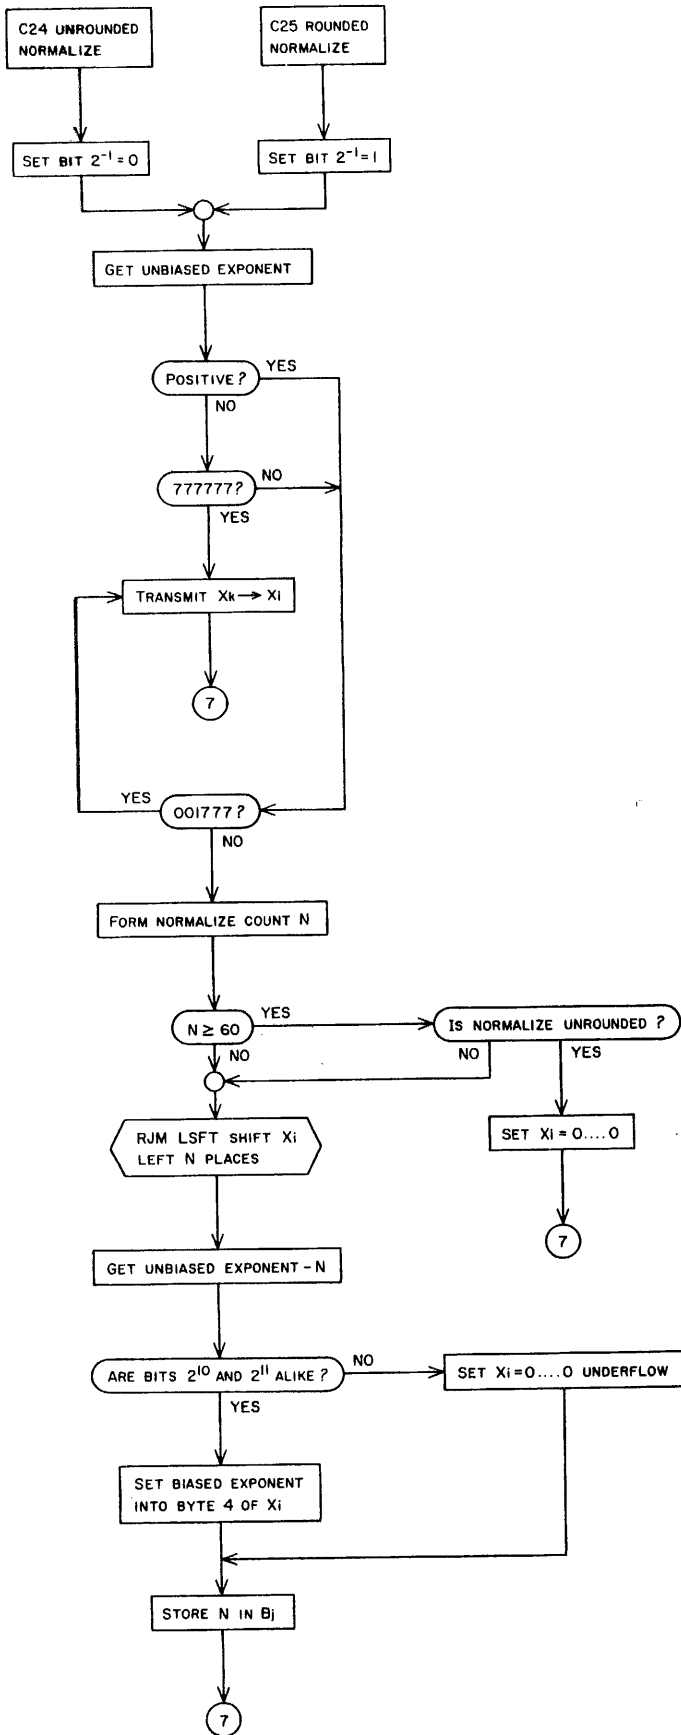 C24 UNROUNDED
NORMALIZE
C25 ROUNDED
NORMALIZE
SET BIT 2⁻¹ = 0
SET BIT 2⁻¹ = 1
GET UNBIASED EXPONENT
POSITIVE?
YES
NO
777777?
NO
YES
TRANSMIT Xk → Xi
7
YES
001777?
NO
FORM NORMALIZE COUNT N
N ≥ 60
YES
IS NORMALIZE UNROUNDED ?
NO
NO
YES
RJM LSFT SHIFT Xi
LEFT N PLACES
SET Xi = 0....0
7
GET UNBIASED EXPONENT – N
ARE BITS 2¹⁰ AND 2¹¹ ALIKE ?
NO
SET Xi=0....0 UNDERFLOW
YES
SET BIASED EXPONENT
INTO BYTE 4 OF Xi
STORE N IN Bj
7